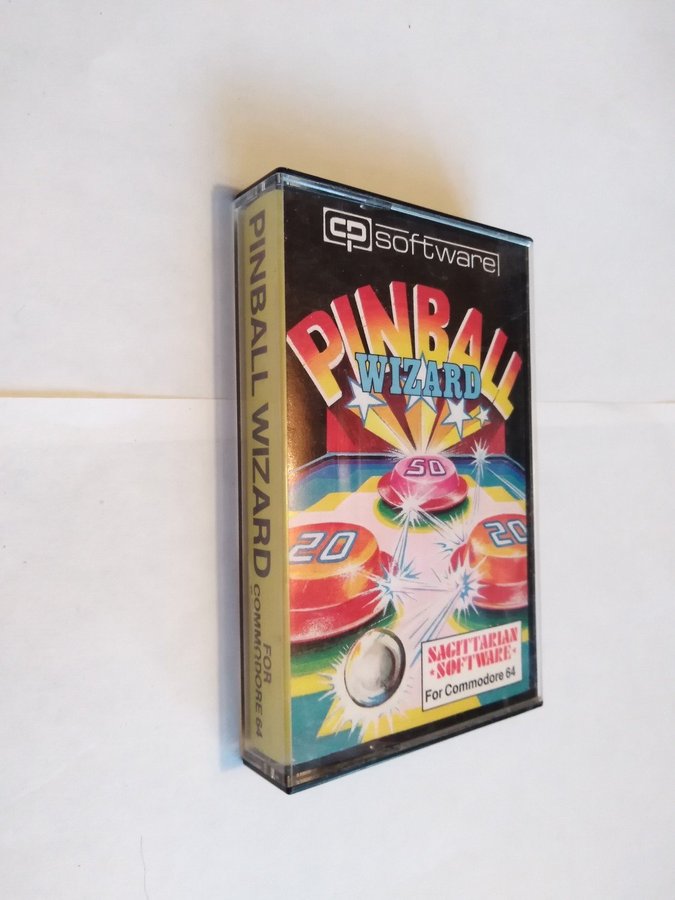 PINBALL WIZARD FOR COMMODORE 64
cp software
PINBALL
WIZARD
50
20
20
SAGITTARIAN
SOFTWARE
For Commodore 64